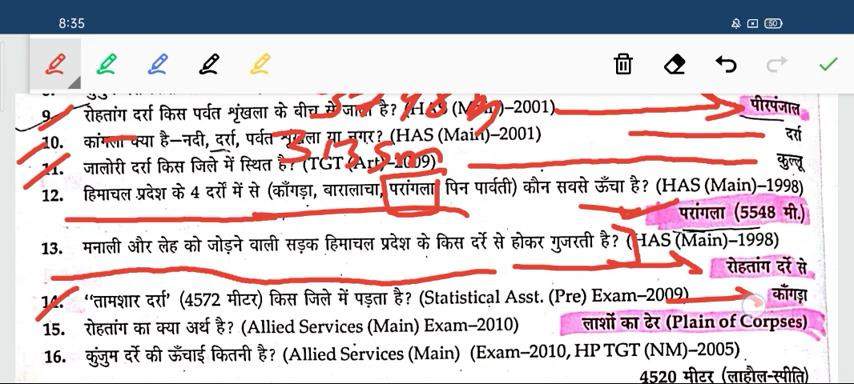 8:35
50
9. रोहतांग दर्रा किस पर्वत शृंखला के बीच से जाता है? (HAS (Main)–2001) पीरपंजाल
10. कांगला क्या है–नदी, दर्रा, पर्वत शृंखला या नगर? (HAS (Main)–2001) दर्रा
3135m
11. जालोरी दर्रा किस जिले में स्थित है? (TGT (Art)–2009) कुल्लू
12. हिमाचल प्रदेश के 4 दर्रों में से (काँगड़ा, बारालाचा, परांगला, पिन पार्वती) कौन सबसे ऊँचा है? (HAS (Main)–1998)
परांगला (5548 मी.)
13. मनाली और लेह को जोड़ने वाली सड़क हिमाचल प्रदेश के किस दर्रे से होकर गुजरती है? (HAS (Main)–1998)
रोहतांग दर्रे से
14. “तामशार दर्रा” (4572 मीटर) किस जिले में पड़ता है? (Statistical Asst. (Pre) Exam–2009) काँगड़ा
15. रोहतांग का क्या अर्थ है? (Allied Services (Main) Exam–2010) लाशों का ढेर (Plain of Corpses)
16. कुंजुम दर्रे की ऊँचाई कितनी है? (Allied Services (Main) (Exam–2010, HP TGT (NM)–2005)
4520 मीटर (लाहौल-स्पीति)